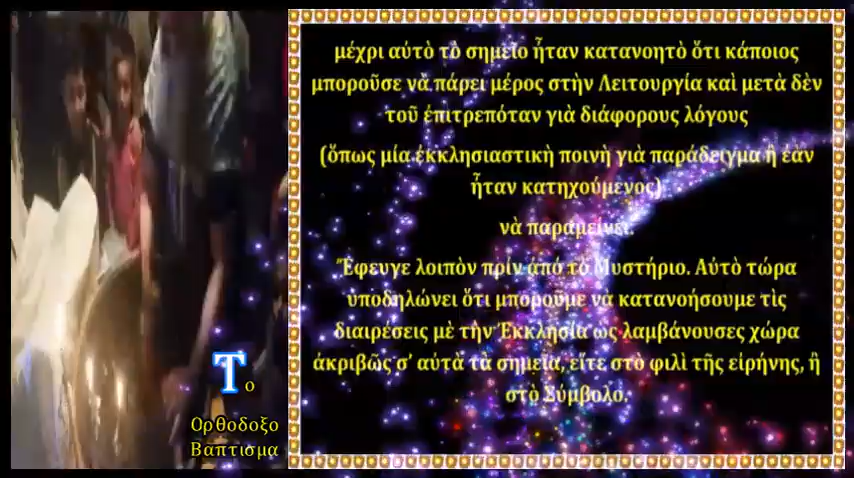 μέχρι αὐτὸ τὸ σημεῖο ἦταν κατανοητὸ ὅτι κάποιος
μποροῦσε νὰ πάρει μέρος στὴν Λειτουργία καὶ μετὰ δὲν
τοῦ ἐπιτρεπόταν γιὰ διάφορους λόγους
(ὅπως μία ἐκκλησιαστικὴ ποινὴ γιὰ παράδειγμα ἢ ἐὰν
ἦταν κατηχούμενος)
νὰ παραμείνει.
Ἔφευγε λοιπὸν πρὶν ἀπό τὸ Μυστήριο. Αὐτὸ τώρα
ὑποδηλώνει ὅτι μποροῦμε νὰ κατανοήσουμε τὶς
διαιρέσεις μὲ τὴν Ἐκκλησία ὡς λαμβάνουσες χώρα
ἀκριβῶς σ' αὐτὰ τὰ σημεῖα, εἴτε στὸ φιλὶ τῆς εἰρήνης, ἢ
στὸ Σύμβολο.
Το
Ορθοδοξο
Βαπτισμα